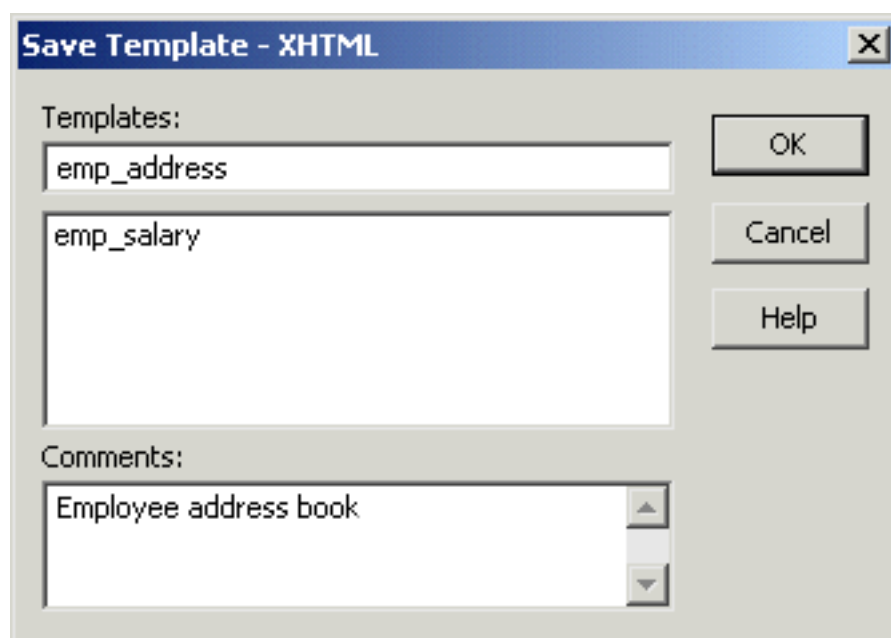 Save Template - XHTML
Templates:
emp_address
OK
emp_salary
Cancel
Help
Comments:
Employee address book